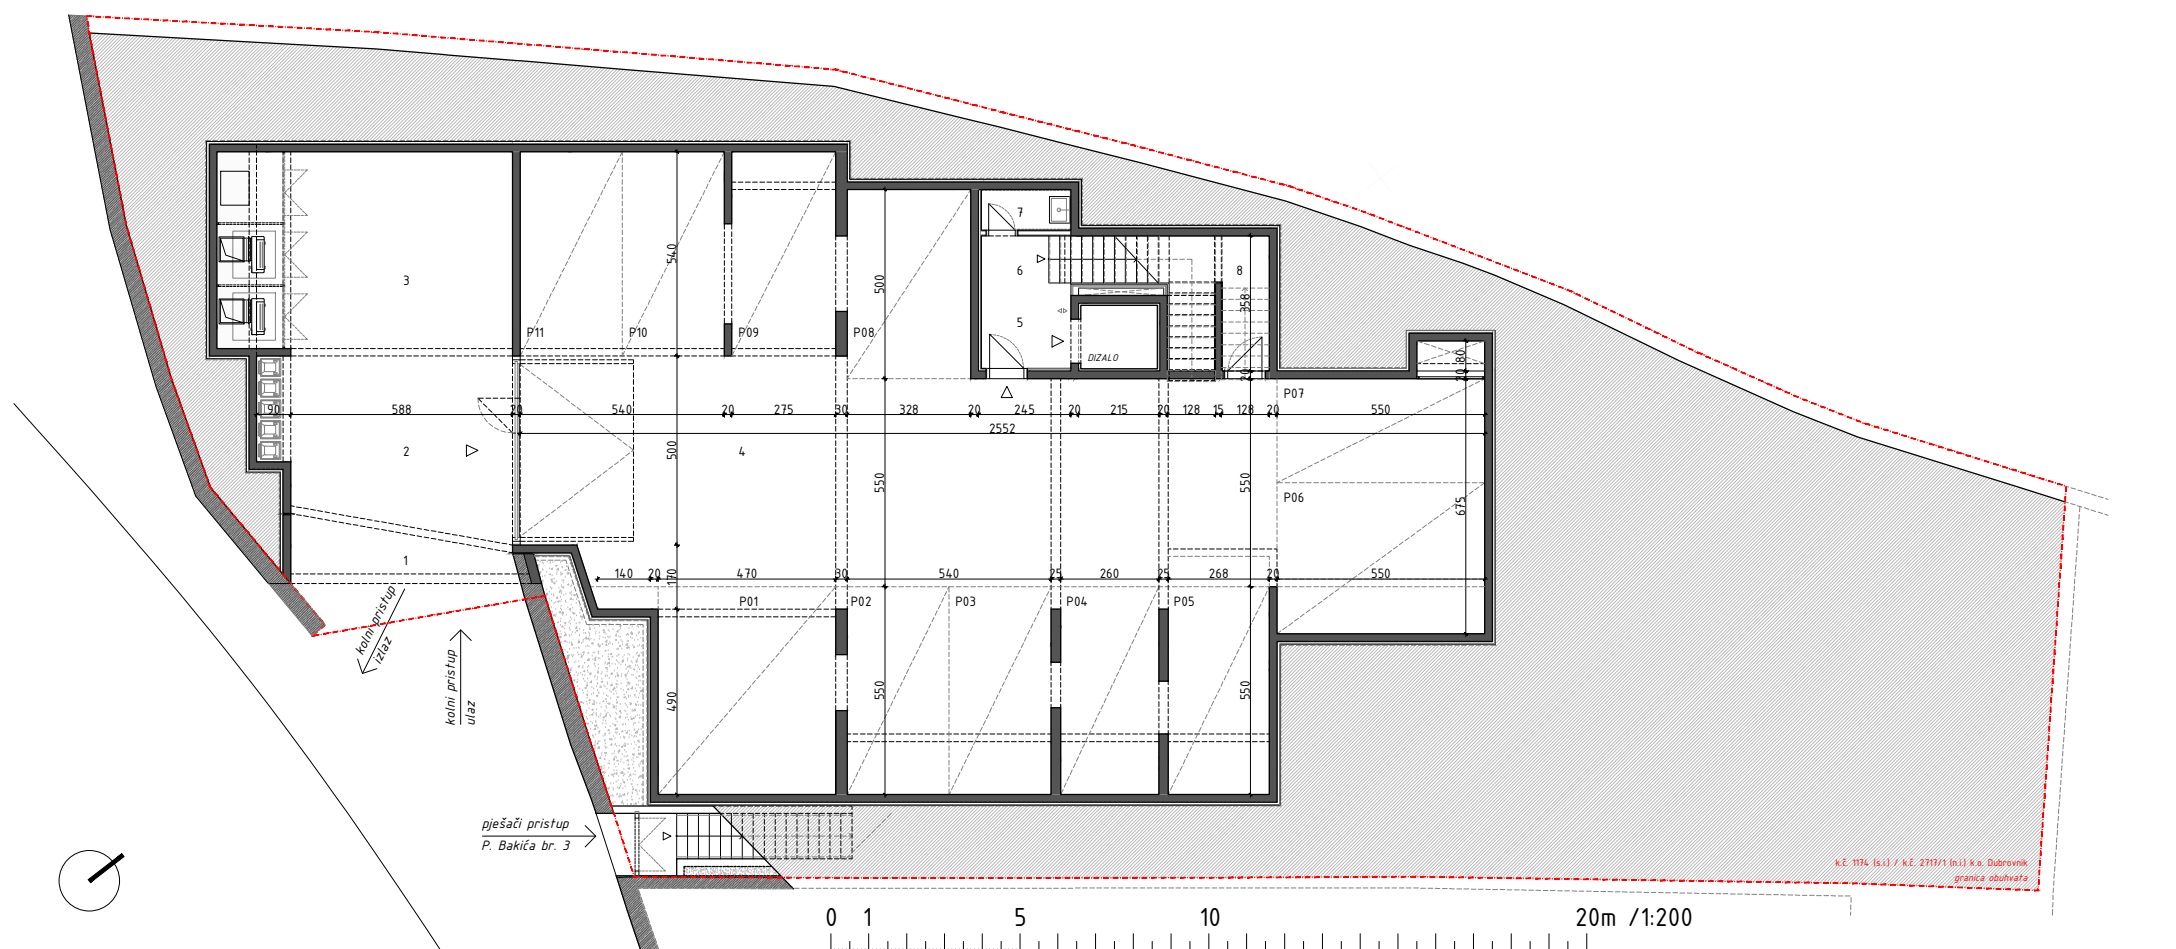 7
3
6
8
540
500
358
P11
P10
P09
P08
5
DIZALO
80
20
20
P07
90
588
20
540
20
275
30
328
20
245
20
215
20
128
15
128
20
550
2552
2
500
4
550
550
P06
675
1
140
20
170
470
30
540
25
260
25
268
20
550
P01
P02
P03
P04
P05
kolni pristup
izlaz
kolni pristup
ulaz
490
550
550
pješači pristup
P. Bakića br. 3
k.č. 1174 (s.i.) / k.č. 2717/1 (n.i.) k.o. Dubrovnik
granica obuhvata
0 1 5 10 20m /1:200